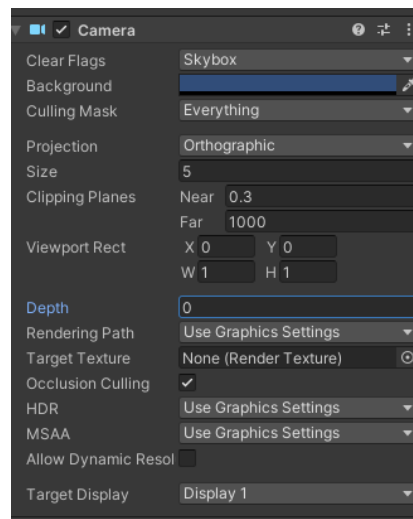 Camera
Clear Flags Skybox
Background
Culling Mask Everything
Projection Orthographic
Size 5
Clipping Planes Near 0.3
Far 1000
Viewport Rect X 0 Y 0
W 1 H 1
Depth 0
Rendering Path Use Graphics Settings
Target Texture None (Render Texture)
Occlusion Culling
HDR Use Graphics Settings
MSAA Use Graphics Settings
Allow Dynamic Resol
Target Display Display 1